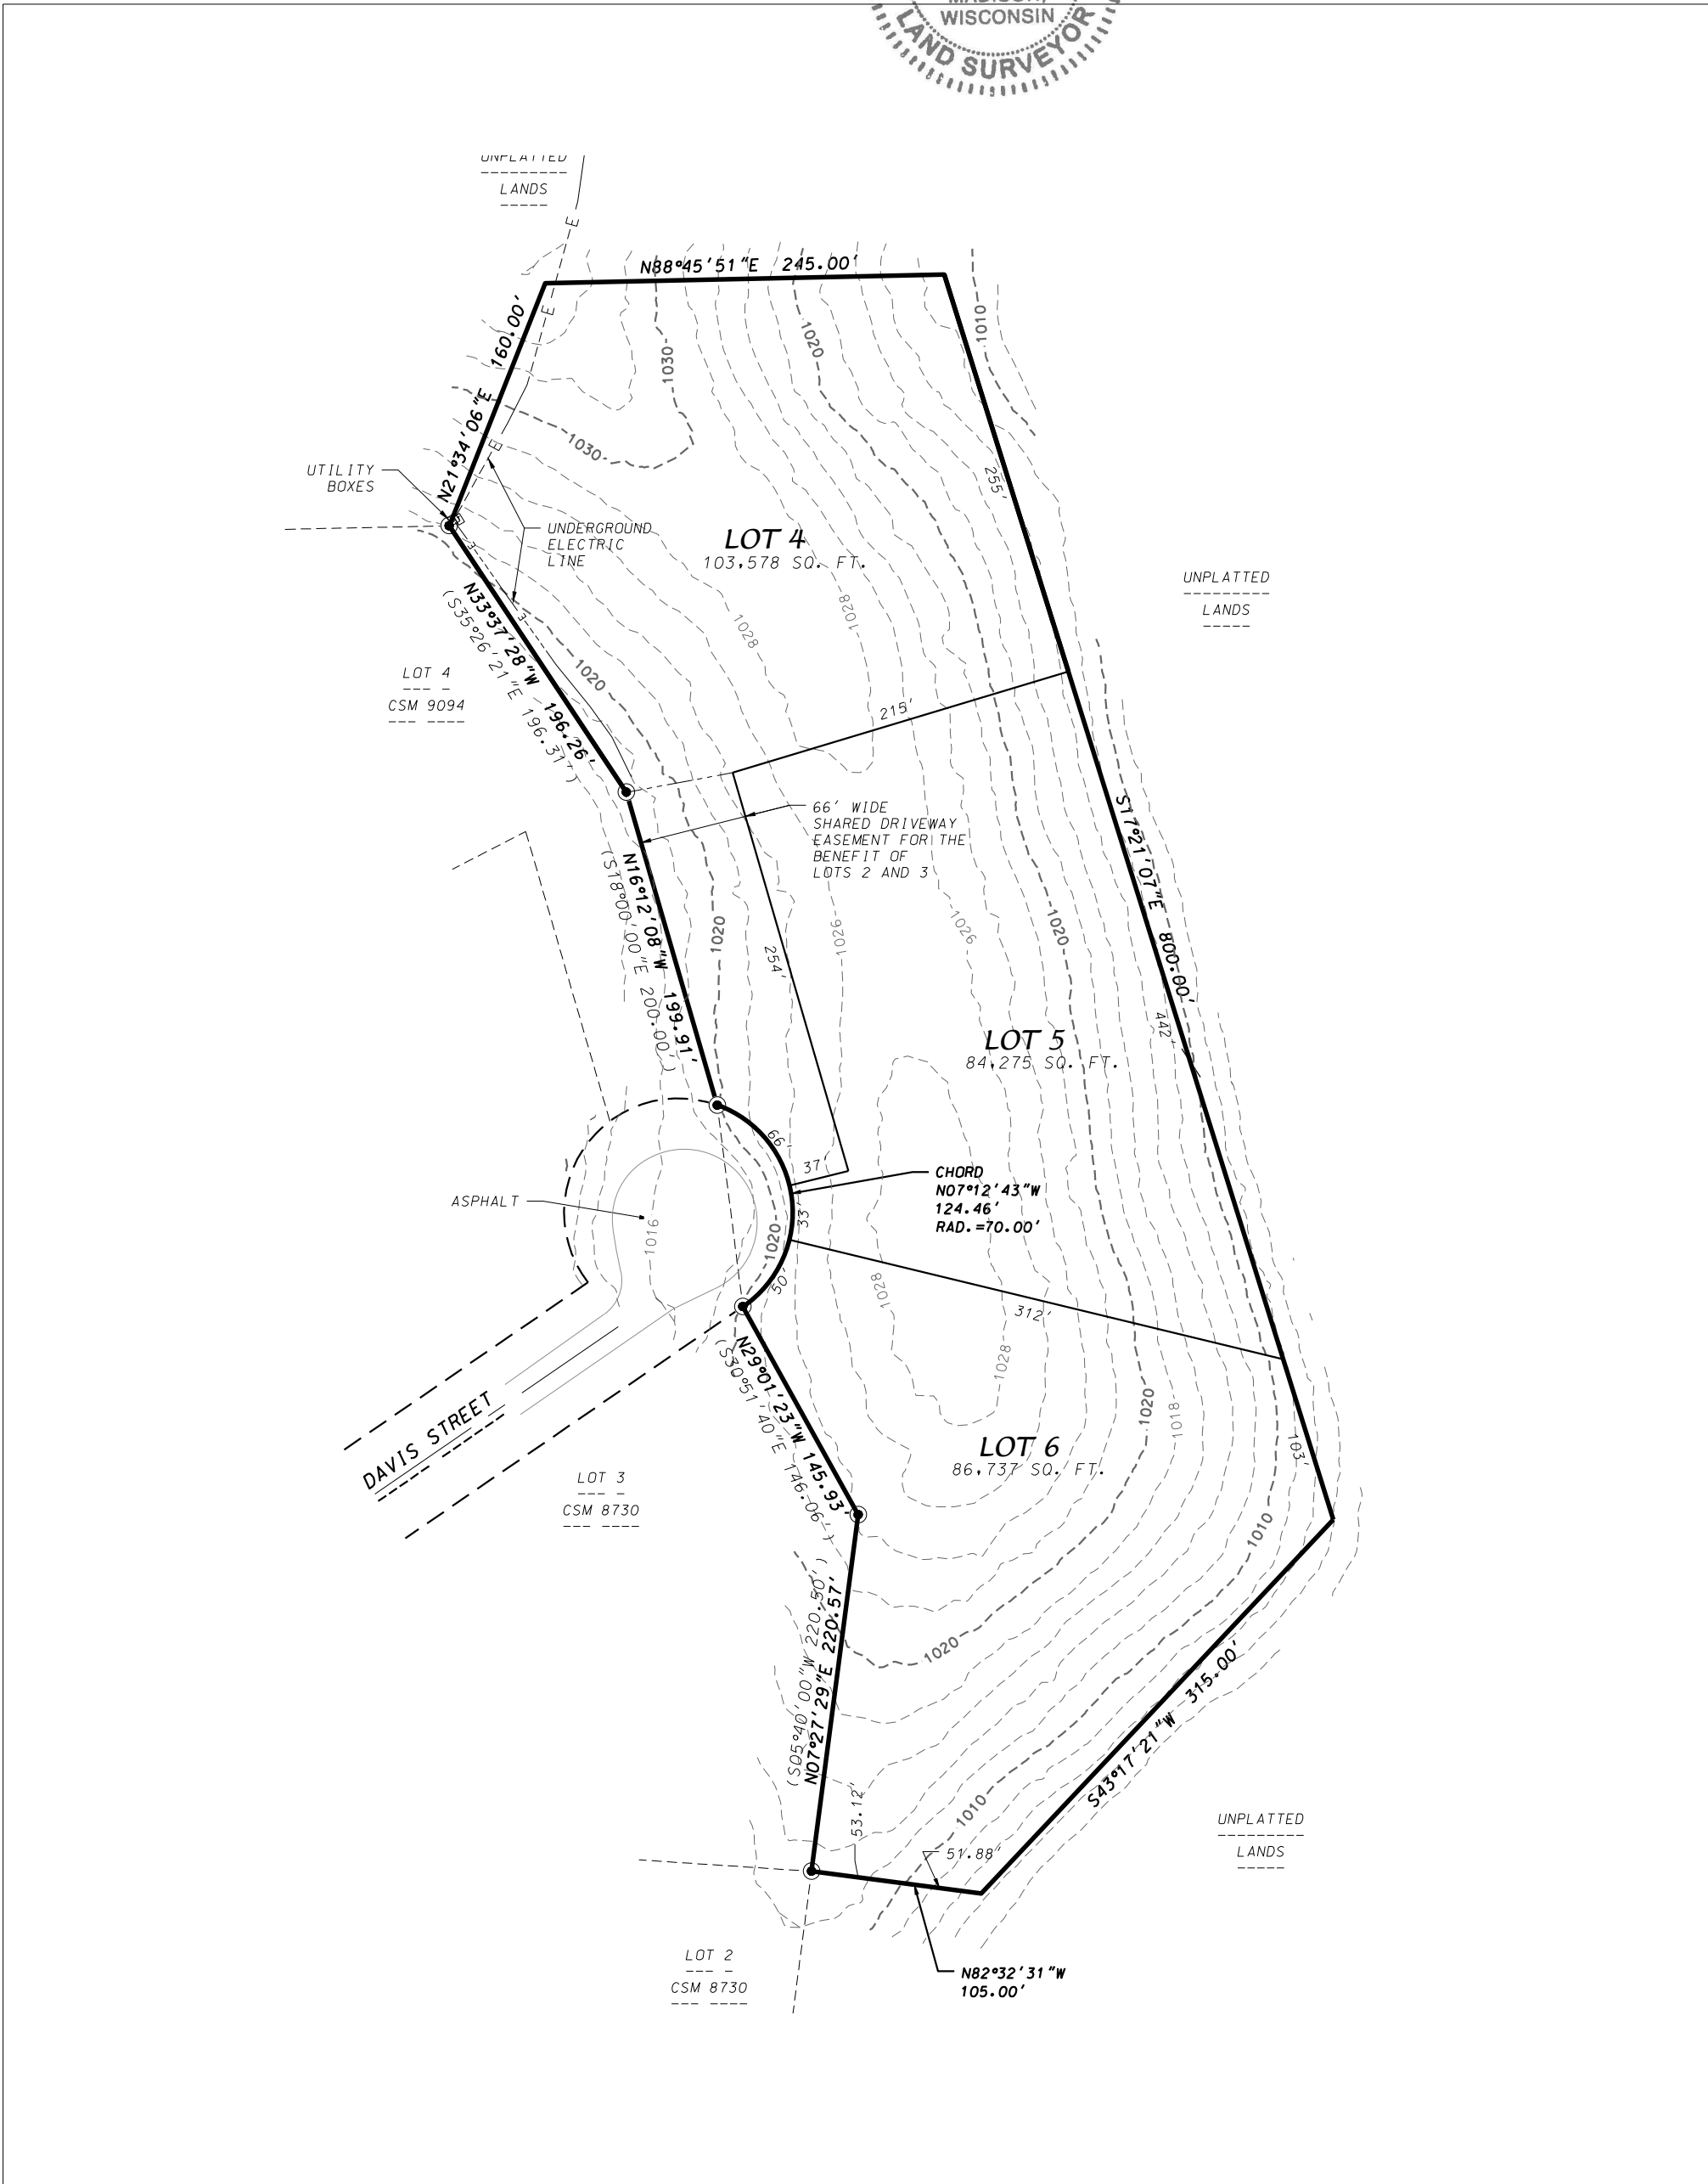 MADISON,
WISCONSIN
LAND SURVEYOR
UNPLATTED
LANDS
E
N88°45'51"E 245.00'
E
1010
1020
1030
N21°34'06"E 160.00'
E
1030
255'
UTILITY
BOXES
UNDERGROUND
ELECTRIC
LINE
E
E
LOT 4
103,578 SQ. FT.
UNPLATTED
LANDS
N33°37'28"W 196.26'
(S35°26'21"E 196.31')
1028
1028
1020
LOT 4
CSM 9094
215'
66' WIDE
SHARED DRIVEWAY
EASEMENT FOR THE
BENEFIT OF
LOTS 2 AND 3
S17°21'07"E 800.00'
N16°12'08"W 199.91'
(S18°00'00"E 200.00')
1020
254'
1026
1026
1020
442'
LOT 5
84,275 SQ. FT.
66'
37'
CHORD
N07°12'43"W
124.46'
RAD.=70.00'
ASPHALT
1016
33'
1020
50'
1028
312'
1028
N29°01'23"W 145.93'
(S30°51'40"E 146.06')
1020
1018
DAVIS STREET
LOT 6
86,737 SQ. FT.
103'
LOT 3
CSM 8730
1010
(S05°40'00"W 220.50')
N07°27'29"E 220.57'
1020
S43°17'21"W 315.00'
53.12'
1010
51.88'
UNPLATTED
LANDS
LOT 2
CSM 8730
N82°32'31"W
105.00'